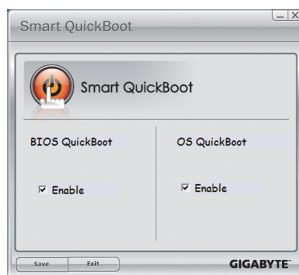 Smart QuickBoot
Smart QuickBoot
BIOS QuickBoot
OS QuickBoot
Enable
Enable
Save
Exit
GIGABYTE